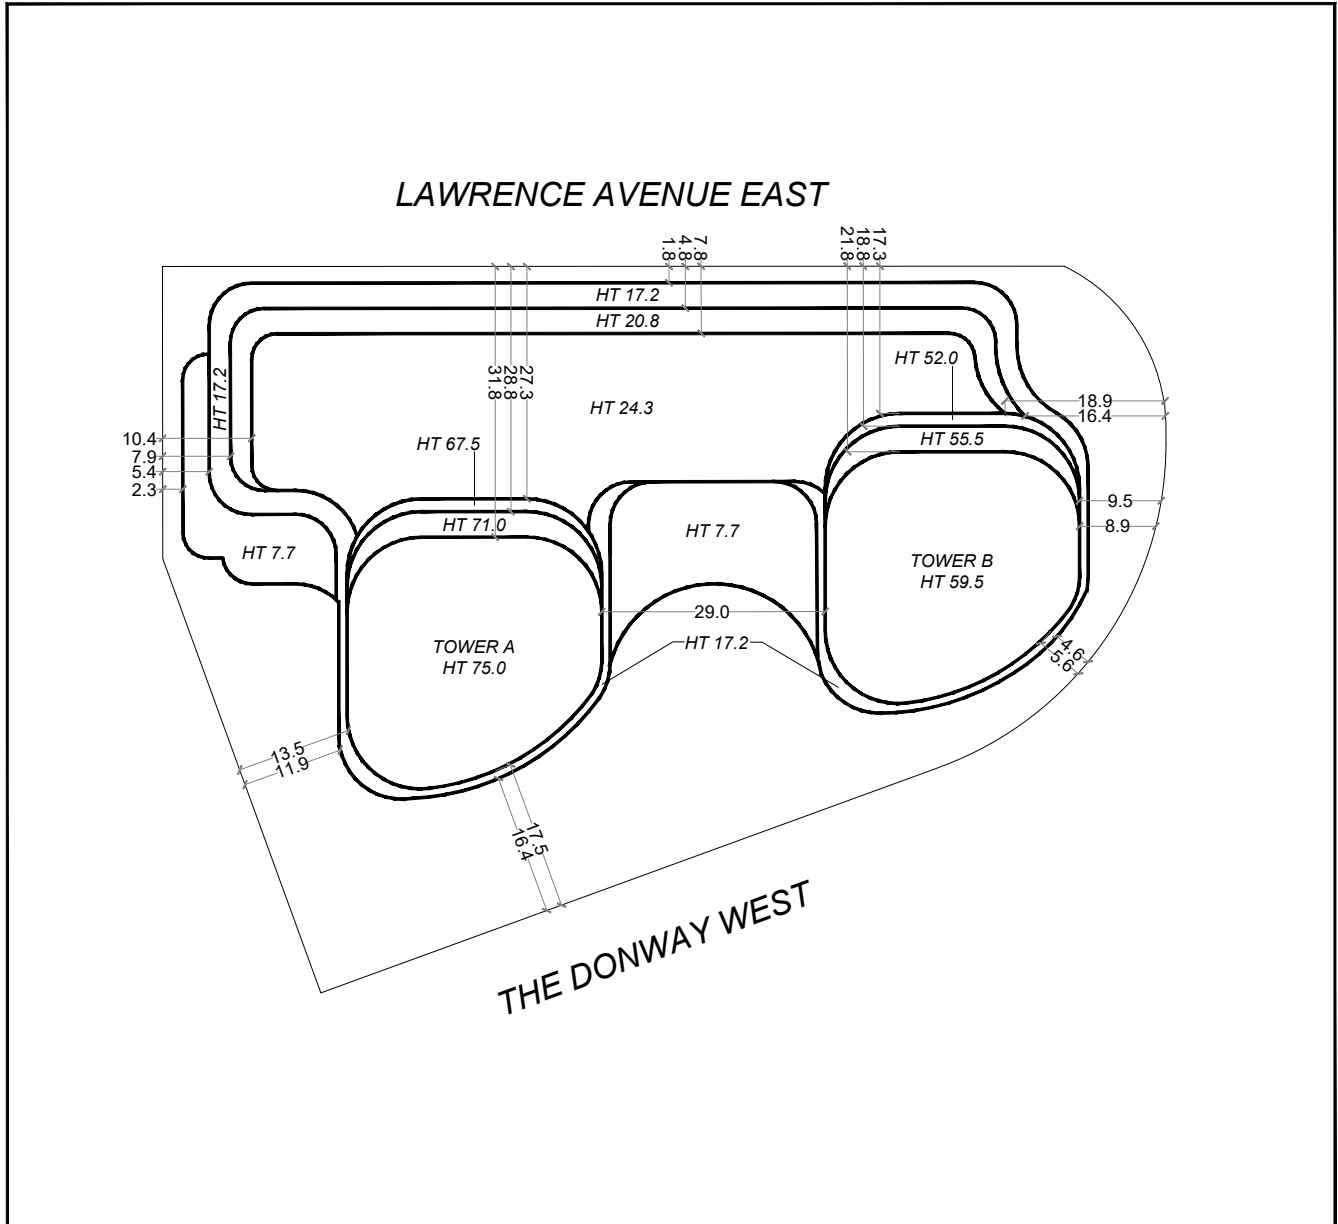 LAWRENCE AVENUE EAST
1.8
4.8
7.8
21.8
18.8
17.3
HT 17.2
HT 20.8
HT 17.2
31.8
28.8
27.3
HT 24.3
HT 52.0
18.9
16.4
10.4
7.9
5.4
2.3
HT 67.5
HT 55.5
HT 71.0
HT 7.7
HT 7.7
9.5
8.9
TOWER B
HT 59.5
29.0
HT 17.2
TOWER A
HT 75.0
4.6
5.6
13.5
11.9
17.5
16.4
THE DONWAY WEST